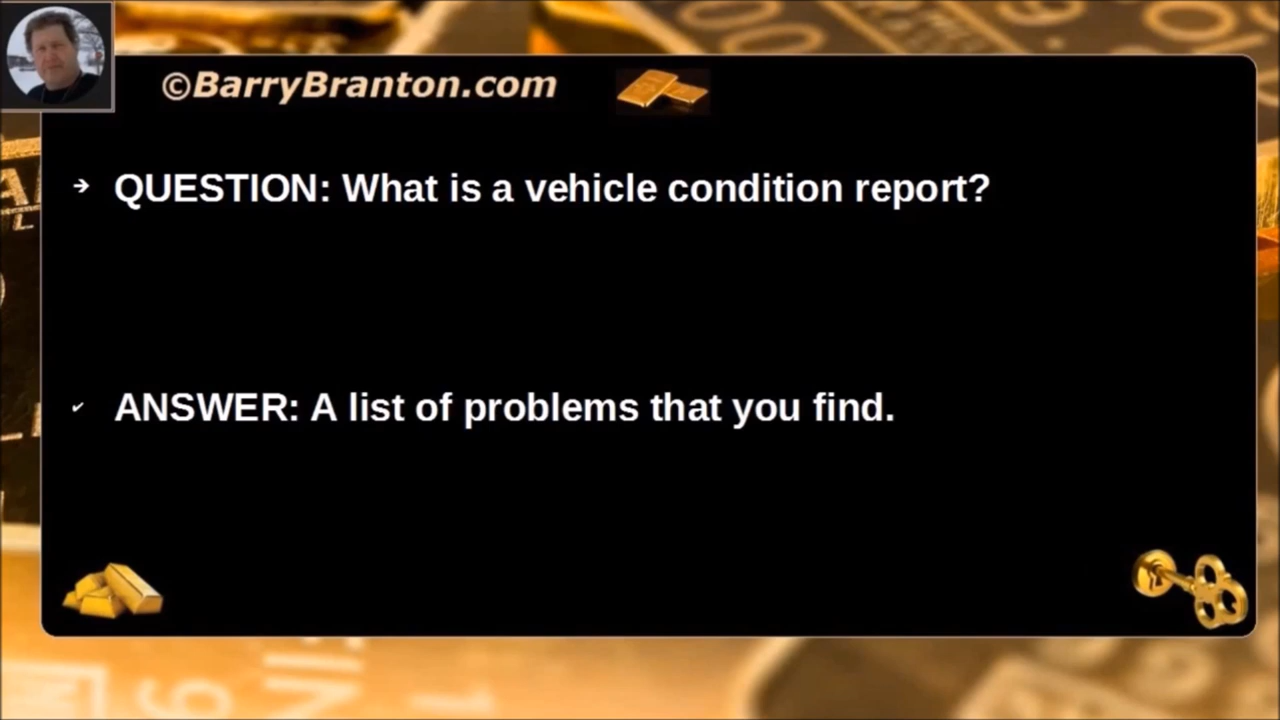 ©BarryBranton.com
QUESTION: What is a vehicle condition report?
ANSWER: A list of problems that you find.